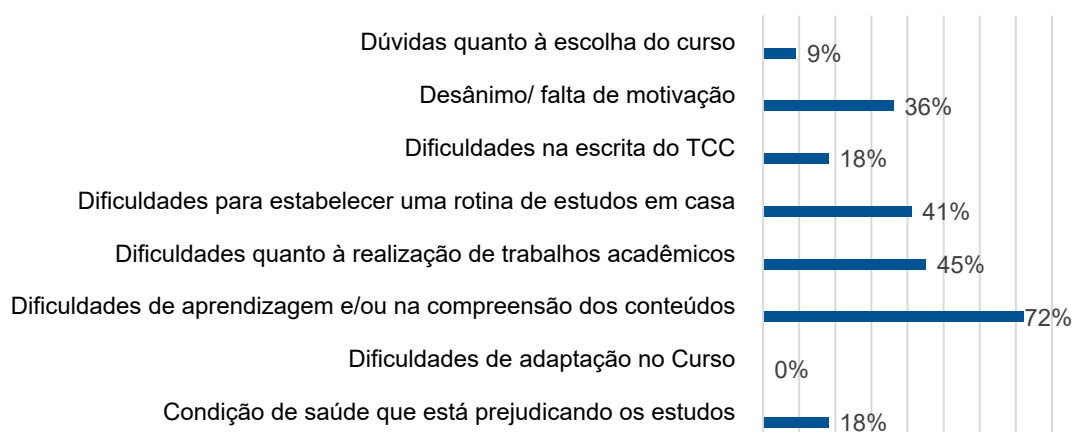 Dúvidas quanto à escolha do curso 9%
Desânimo/ falta de motivação 36%
Dificuldades na escrita do TCC 18%
Dificuldades para estabelecer uma rotina de estudos em casa 41%
Dificuldades quanto à realização de trabalhos acadêmicos 45%
Dificuldades de aprendizagem e/ou na compreensão dos conteúdos 72%
Dificuldades de adaptação no Curso 0%
Condição de saúde que está prejudicando os estudos 18%